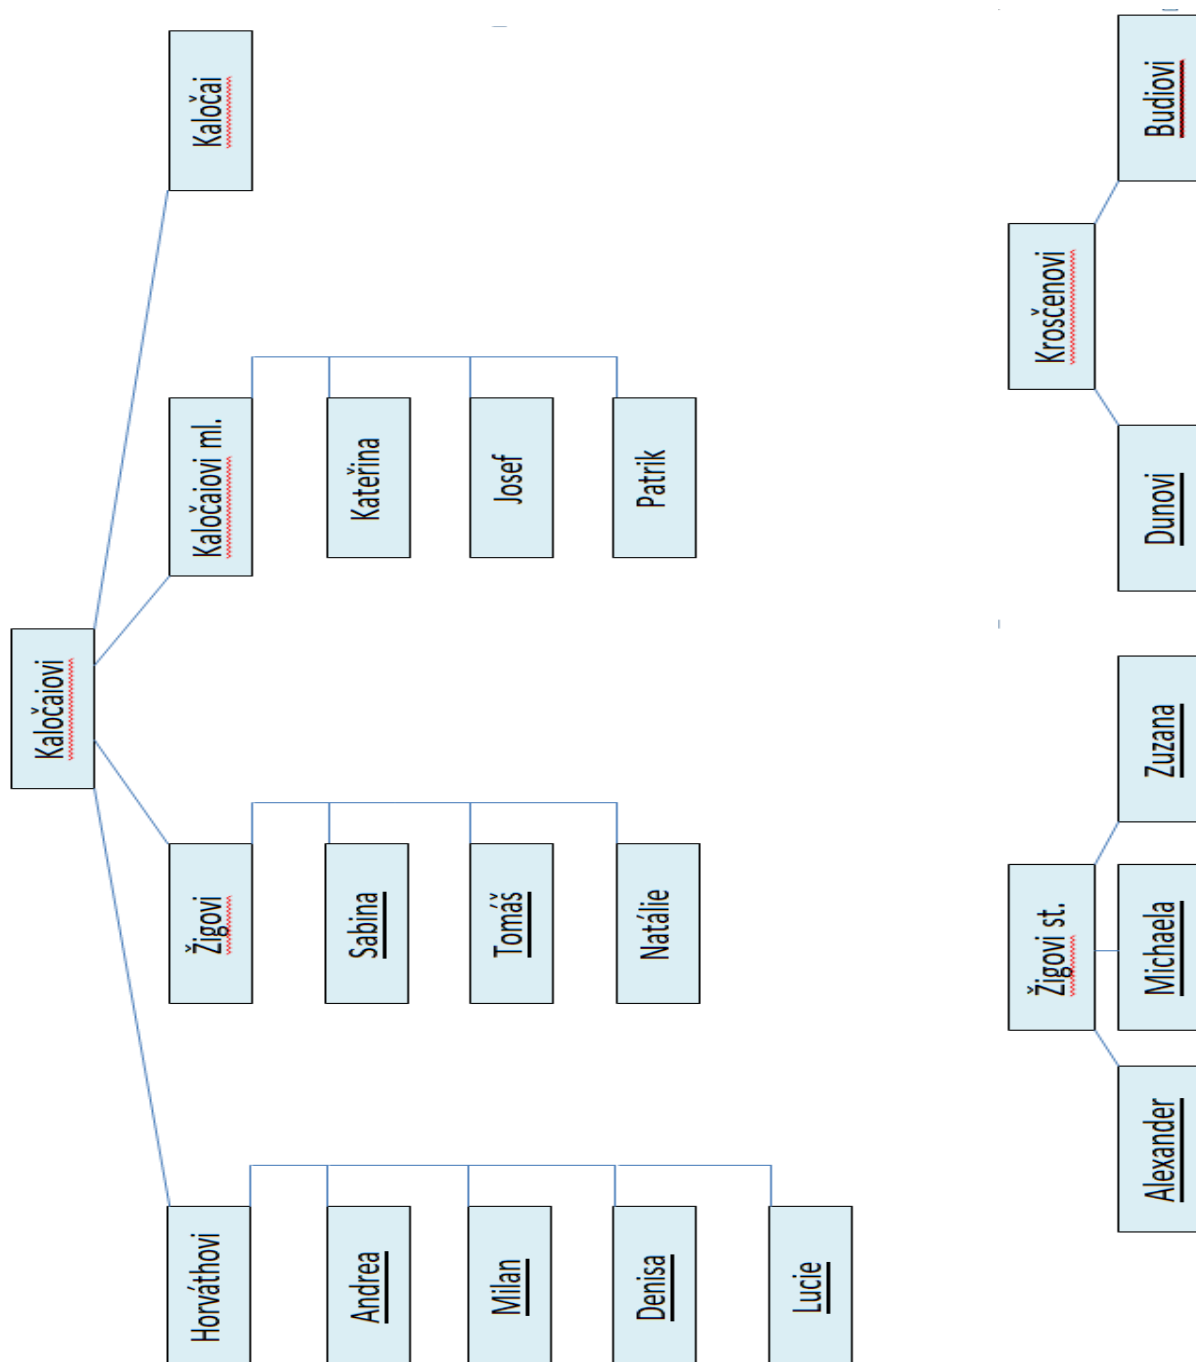 Kaločaiovi
Horváthovi
Žigovi
Kaločaiovi ml.
Kaločai
Andrea
Sabina
Kateřina
Milan
Tomáš
Josef
Denisa
Natálie
Patrik
Lucie
Žigovi st.
Krosčenovi
Alexander
Michaela
Zuzana
Dunovi
Budiovi